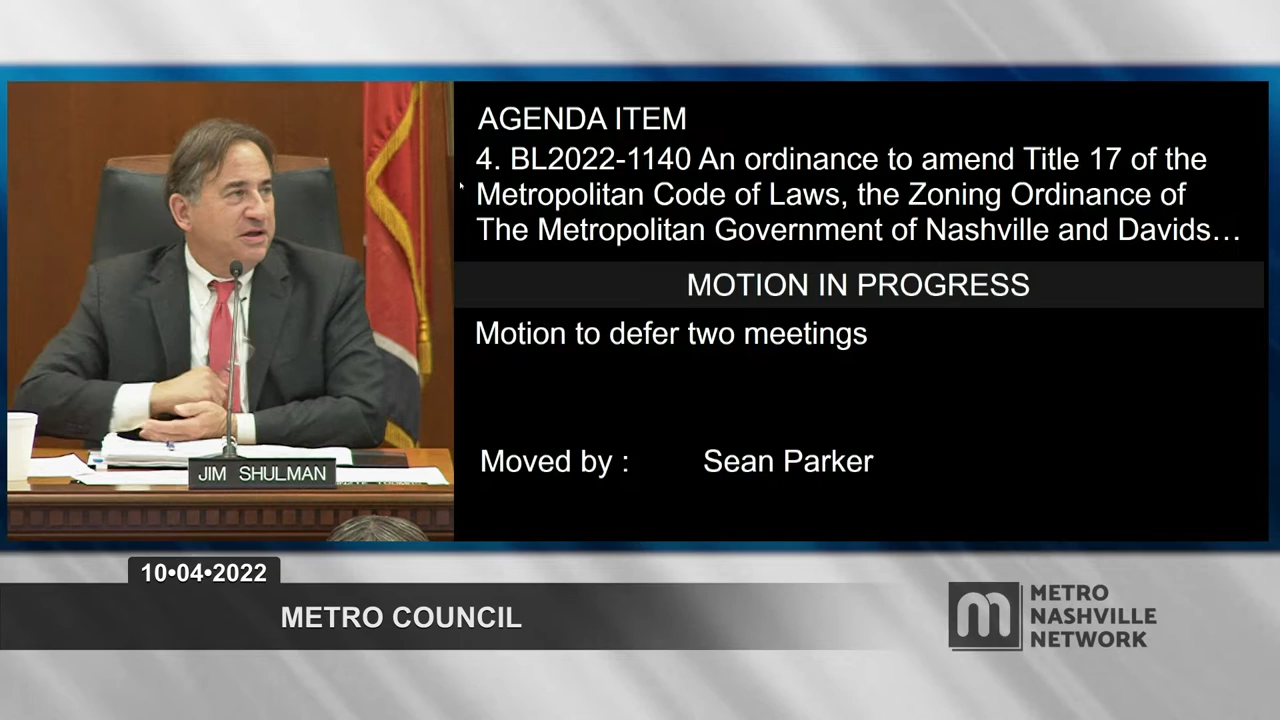 AGENDA ITEM
4. BL2022-1140 An ordinance to amend Title 17 of the
Metropolitan Code of Laws, the Zoning Ordinance of
The Metropolitan Government of Nashville and Davids…
MOTION IN PROGRESS
Motion to defer two meetings
Moved by : Sean Parker
JIM SHULMAN
10•04•2022
METRO COUNCIL
m
METRO
NASHVILLE
NETWORK